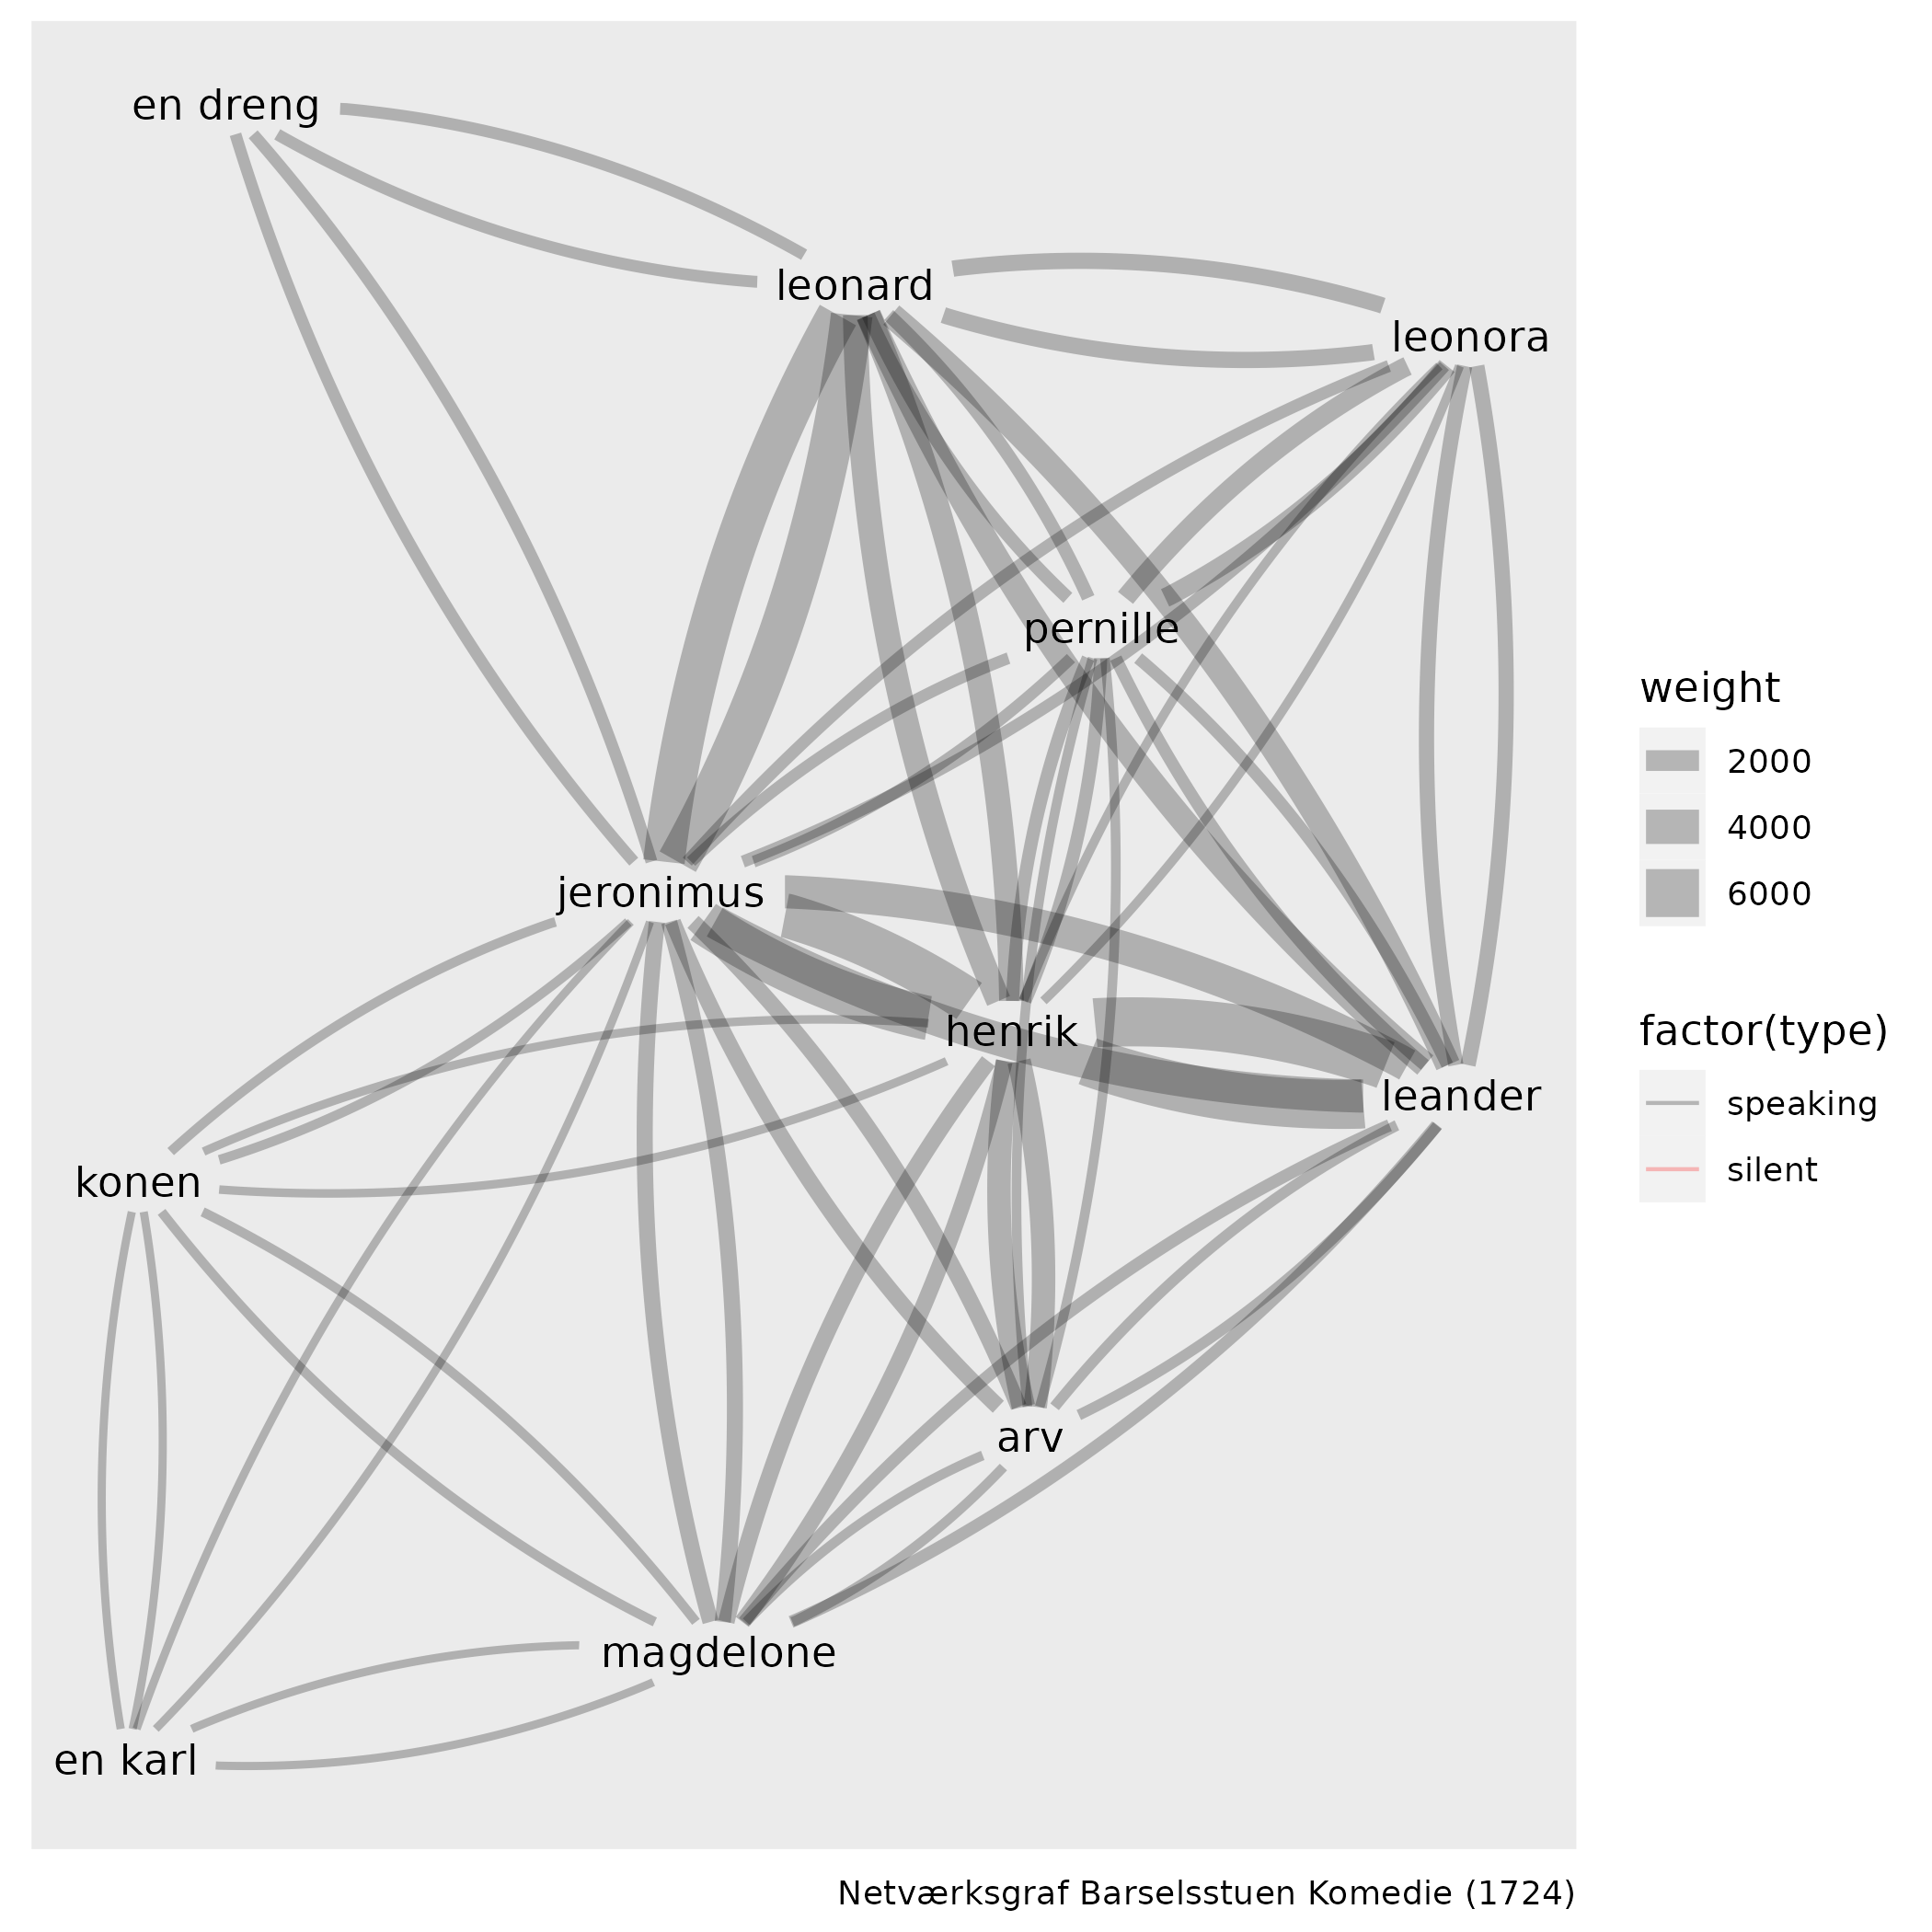 en dreng
leonard
leonora
pernille
jeronimus
henrik
leander
konen
arv
magdelone
en karl
weight
2000
4000
6000
factor(type)
speaking
silent
Netværksgraf Barselsstuen Komedie (1724)